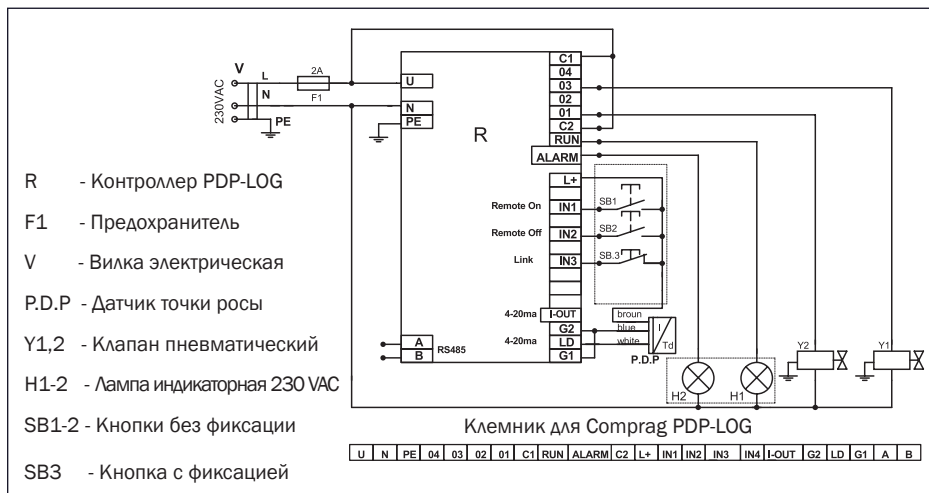 V
L
2A
N
F1
PE
230VAC
U
N
PE
R
C1
04
03
02
01
C2
RUN
ALARM
L+
Remote On
IN1
SB1
Remote Off
IN2
SB2
Link
IN3
SB.3
4-20ma
I-OUT
broun
G2
blue
I
4-20ma
LD
white
Td
G1
P.D.P
A
B
RS485
Y2
Y1
H2
H1
R - Контроллер PDP-LOG
F1 - Предохранитель
V - Вилка электрическая
P.D.P - Датчик точки росы
Y1,2 - Клапан пневматический
H1-2 - Лампа индикаторная 230 VAC
SB1-2 - Кнопки без фиксации
SB3 - Кнопка с фиксацией
Клемник для Comprag PDP-LOG
U N PE 04 03 02 01 C1 RUN ALARM C2 L+ IN1 IN2 IN3 IN4 I-OUT G2 LD G1 A B